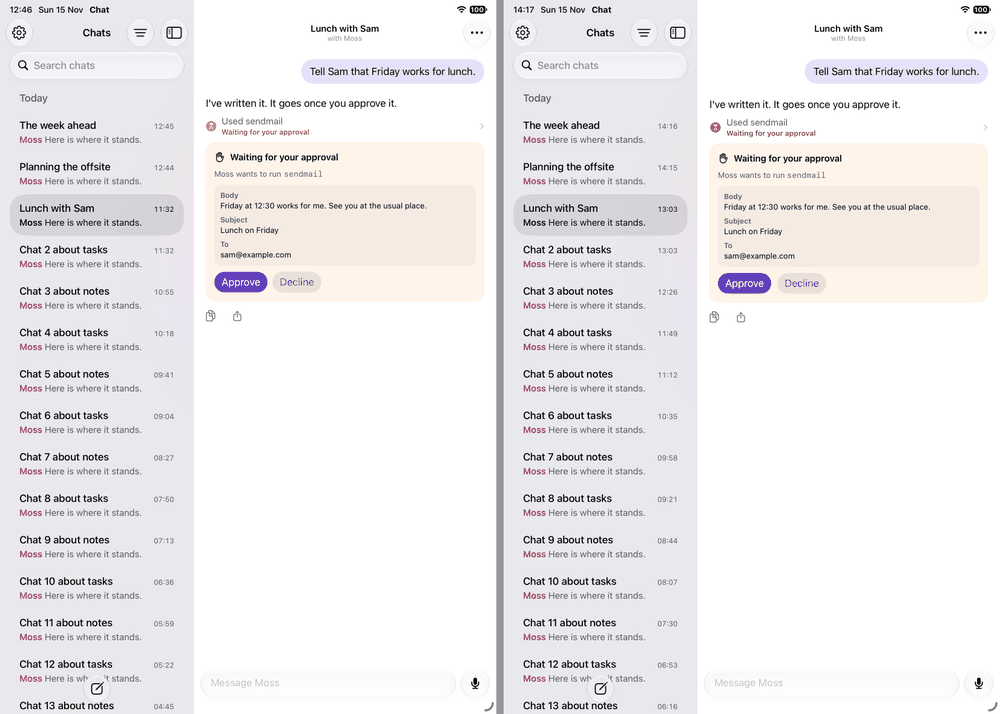 12:46 Sun 15 Nov Chat
100
Chats
Search chats
Today
The week ahead 12:45
Moss Here is where it stands.
Planning the offsite 12:44
Moss Here is where it stands.
Lunch with Sam 11:32
Moss Here is where it stands.
Chat 2 about tasks 11:32
Moss Here is where it stands.
Chat 3 about notes 10:55
Moss Here is where it stands.
Chat 4 about tasks 10:18
Moss Here is where it stands.
Chat 5 about notes 09:41
Moss Here is where it stands.
Chat 6 about tasks 09:04
Moss Here is where it stands.
Chat 7 about notes 08:27
Moss Here is where it stands.
Chat 8 about tasks 07:50
Moss Here is where it stands.
Chat 9 about notes 07:13
Moss Here is where it stands.
Chat 10 about tasks 06:36
Moss Here is where it stands.
Chat 11 about notes 05:59
Moss Here is where it stands.
Chat 12 about tasks 05:22
Moss Here is where it stands.
Chat 13 about notes 04:45
Lunch with Sam
with Moss
Tell Sam that Friday works for lunch.
I've written it. It goes once you approve it.
Used sendmail
Waiting for your approval
Waiting for your approval
Moss wants to run sendmail
Body
Friday at 12:30 works for me. See you at the usual place.
Subject
Lunch on Friday
To
sam@example.com
Approve Decline
Message Moss
14:17 Sun 15 Nov Chat
100
Chats
Search chats
Today
The week ahead 14:16
Moss Here is where it stands.
Planning the offsite 14:15
Moss Here is where it stands.
Lunch with Sam 13:03
Moss Here is where it stands.
Chat 2 about tasks 13:03
Moss Here is where it stands.
Chat 3 about notes 12:26
Moss Here is where it stands.
Chat 4 about tasks 11:49
Moss Here is where it stands.
Chat 5 about notes 11:12
Moss Here is where it stands.
Chat 6 about tasks 10:35
Moss Here is where it stands.
Chat 7 about notes 09:58
Moss Here is where it stands.
Chat 8 about tasks 09:21
Moss Here is where it stands.
Chat 9 about notes 08:44
Moss Here is where it stands.
Chat 10 about tasks 08:07
Moss Here is where it stands.
Chat 11 about notes 07:30
Moss Here is where it stands.
Chat 12 about tasks 06:53
Moss Here is where it stands.
Chat 13 about notes 06:16
Lunch with Sam
with Moss
Tell Sam that Friday works for lunch.
I've written it. It goes once you approve it.
Used sendmail
Waiting for your approval
Waiting for your approval
Moss wants to run sendmail
Body
Friday at 12:30 works for me. See you at the usual place.
Subject
Lunch on Friday
To
sam@example.com
Approve Decline
Message Moss